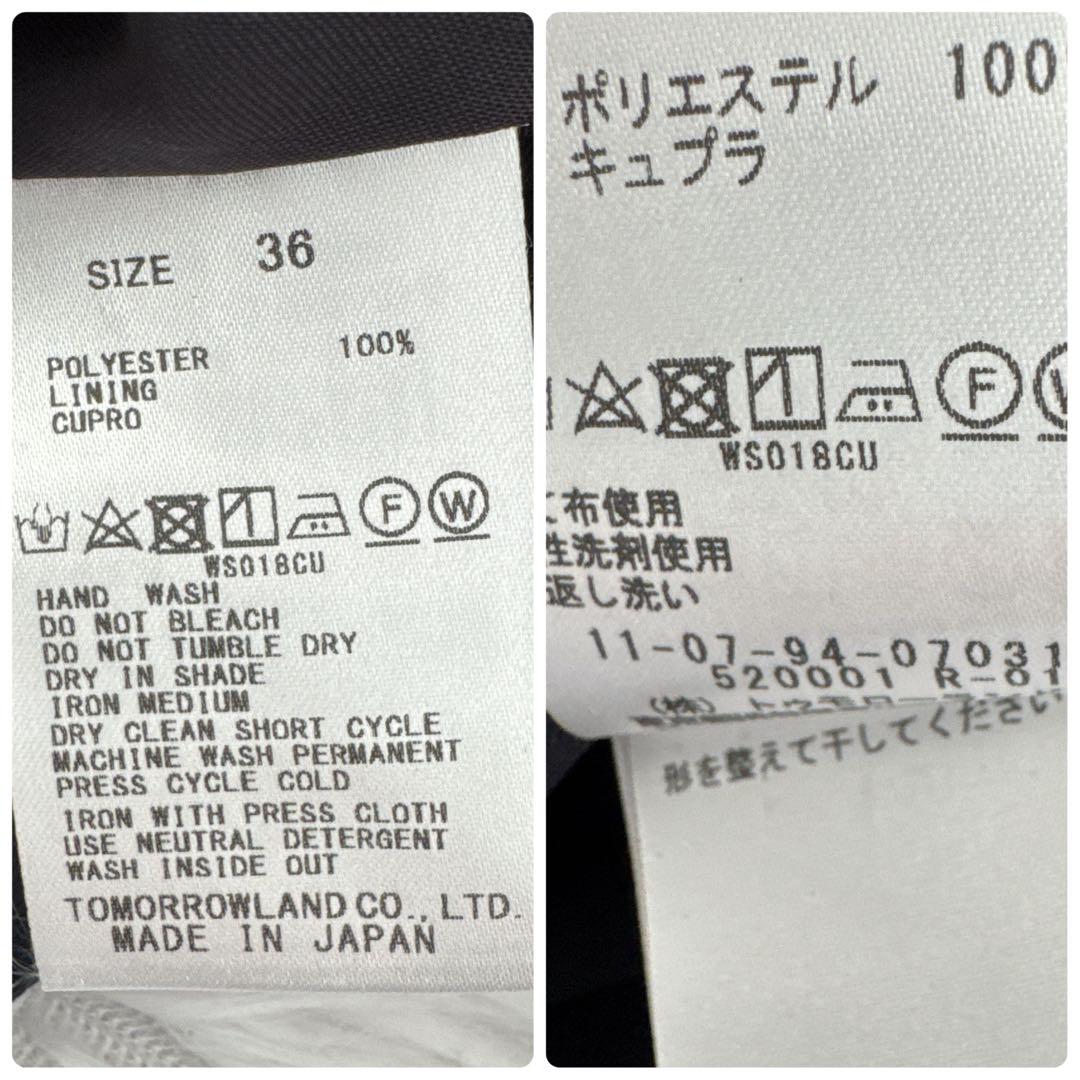 SIZE 36
POLYESTER 100%
LINING
CUPRO
F W
WS018CU
HAND WASH
DO NOT BLEACH
DO NOT TUMBLE DRY
DRY IN SHADE
IRON MEDIUM
DRY CLEAN SHORT CYCLE
MACHINE WASH PERMANENT
PRESS CYCLE COLD
IRON WITH PRESS CLOTH
USE NEUTRAL DETERGENT
WASH INSIDE OUT
TOMORROWLAND CO., LTD.
MADE IN JAPAN
ポリエステル 100
キュプラ
F W
WS018CU
て布使用
性洗剤使用
返し洗い
11-07-94-07031
520001 R-01
(株)
形を整えて干してください